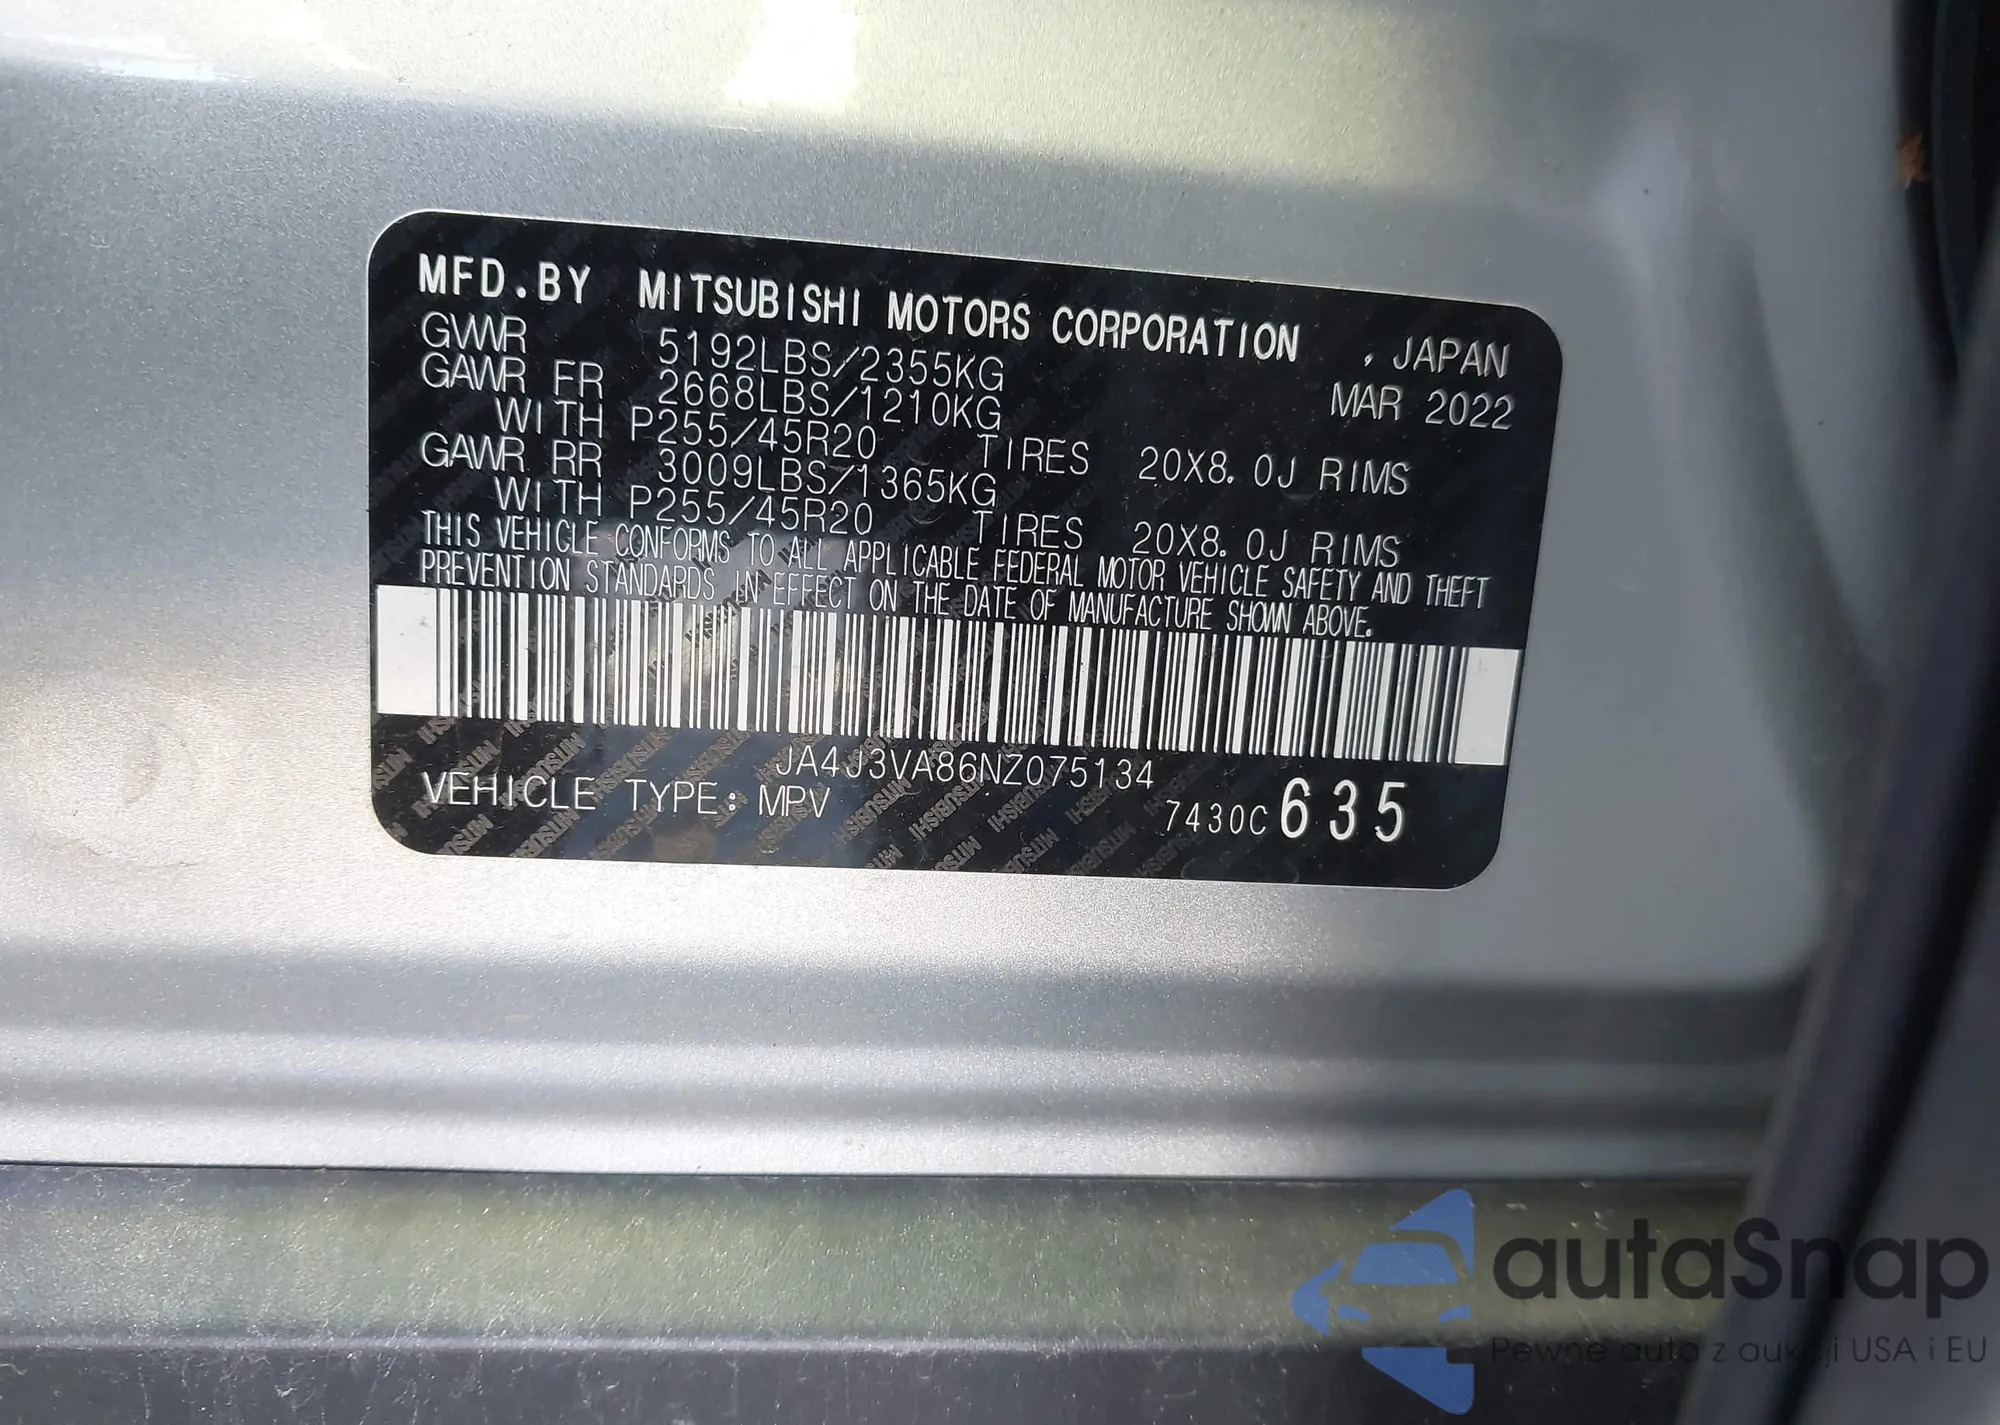 MFD.BY MITSUBISHI MOTORS CORPORATION , JAPAN
GVWR 5192LBS/2355KG MAR 2022
GAWR FR 2668LBS/1210KG
WITH P255/45R20 TIRES 20X8.0J RIMS
GAWR RR 3009LBS/1365KG
WITH P255/45R20 TIRES 20X8.0J RIMS
THIS VEHICLE CONFORMS TO ALL APPLICABLE FEDERAL MOTOR VEHICLE SAFETY AND THEFT
PREVENTION STANDARDS IN EFFECT ON THE DATE OF MANUFACTURE SHOWN ABOVE.
JA4J3VA86NZ075134
VEHICLE TYPE: MPV 7430C 635
autaSnap
Pewne auta z aukcji USA i EU